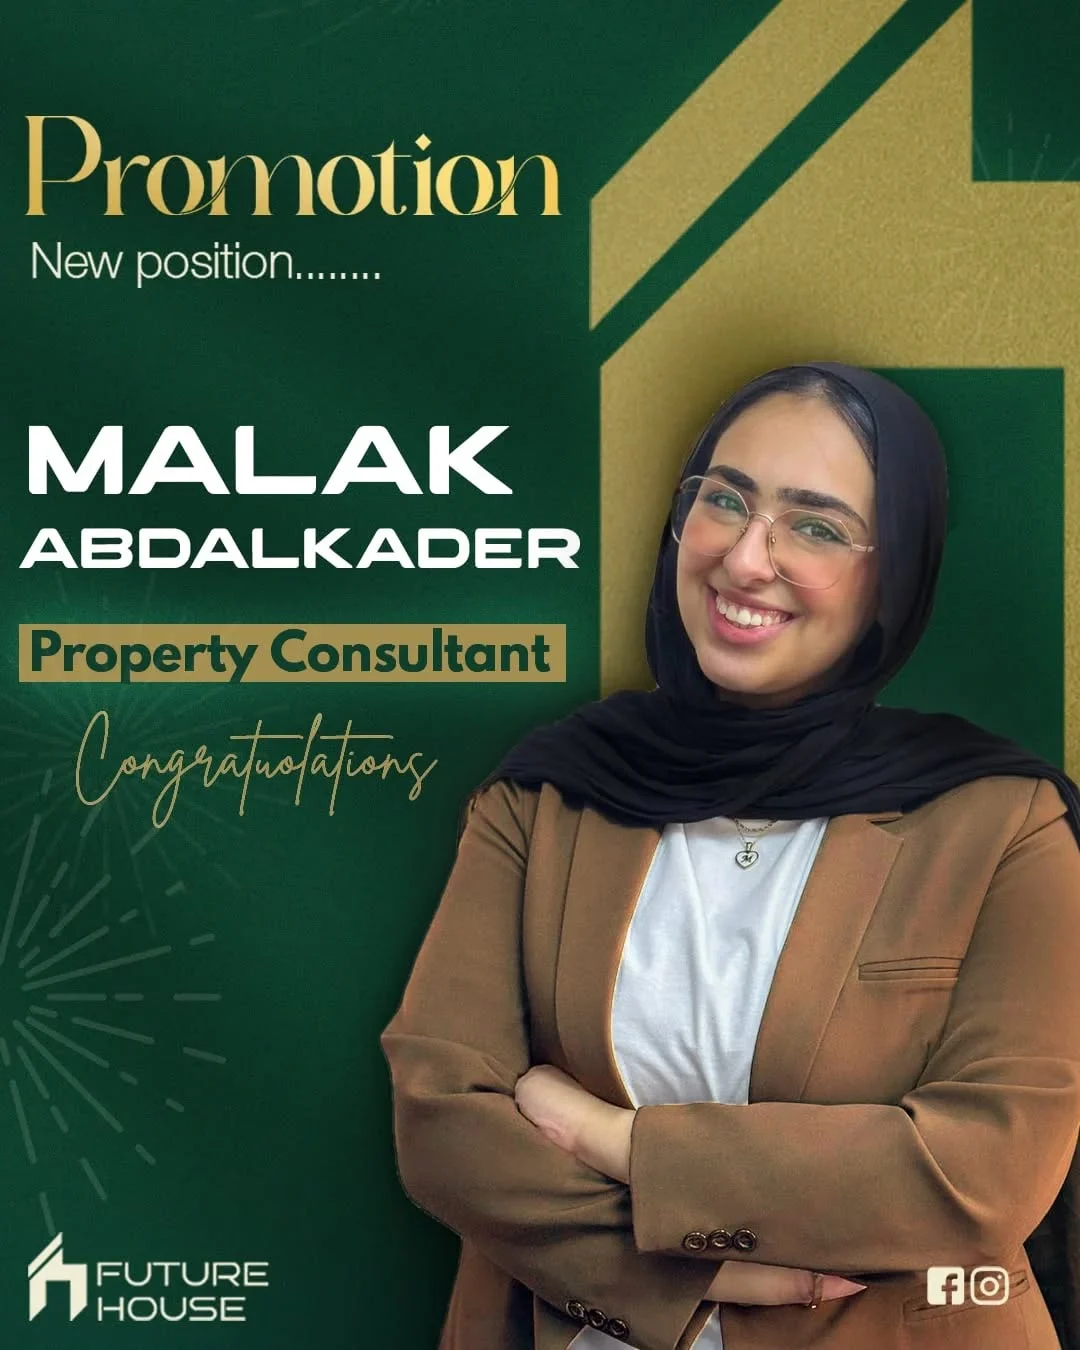 Promotion
New position........
MALAK
ABDALKADER
Property Consultant
Congratuolations
M
FUTURE
HOUSE